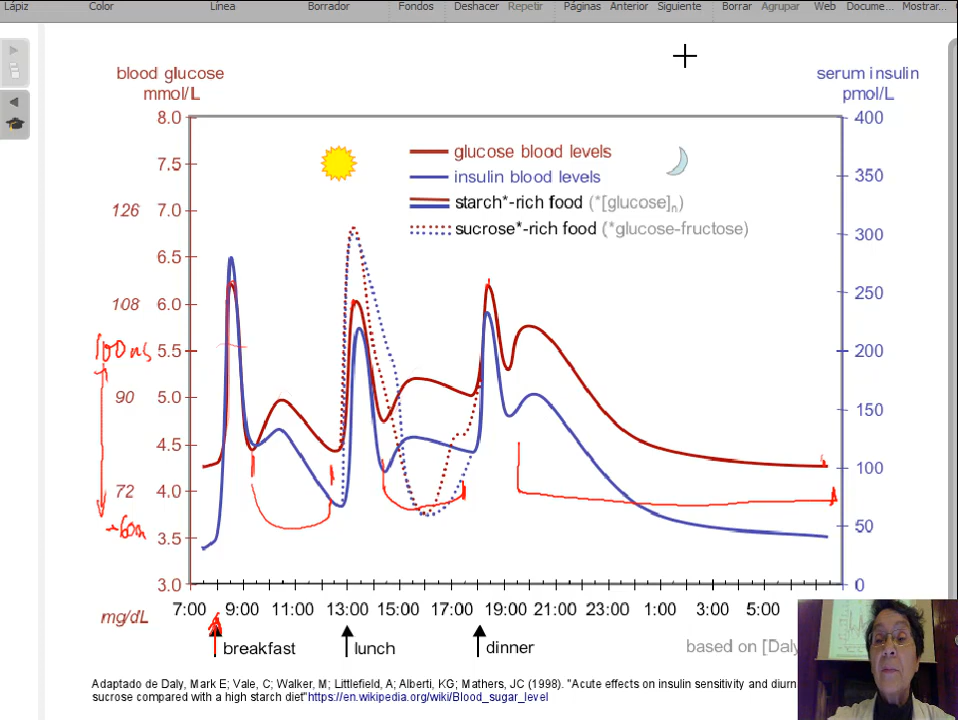 Lápiz Color Línea Borrador Fondos Deshacer Repetir Páginas Anterior Siguiente Borrar Agrupar Web Docume... Mostrar...
blood glucose
mmol/L
serum insulin
pmol/L
8.0
7.5
7.0
6.5
6.0
5.5
5.0
4.5
4.0
3.5
3.0
126
108
90
72
mg/dL
glucose blood levels
insulin blood levels
starch*-rich food (*[glucose]n)
sucrose*-rich food (*glucose-fructose)
400
350
300
250
200
150
100
50
0
7:00 9:00 11:00 13:00 15:00 17:00 19:00 21:00 23:00 1:00 3:00 5:00
breakfast lunch dinner
based on [Daly
Adaptado de Daly, Mark E; Vale, C; Walker, M; Littlefield, A; Alberti, KG; Mathers, JC (1998). "Acute effects on insulin sensitivity and diurn
sucrose compared with a high starch diet"https://en.wikipedia.org/wiki/Blood_sugar_level